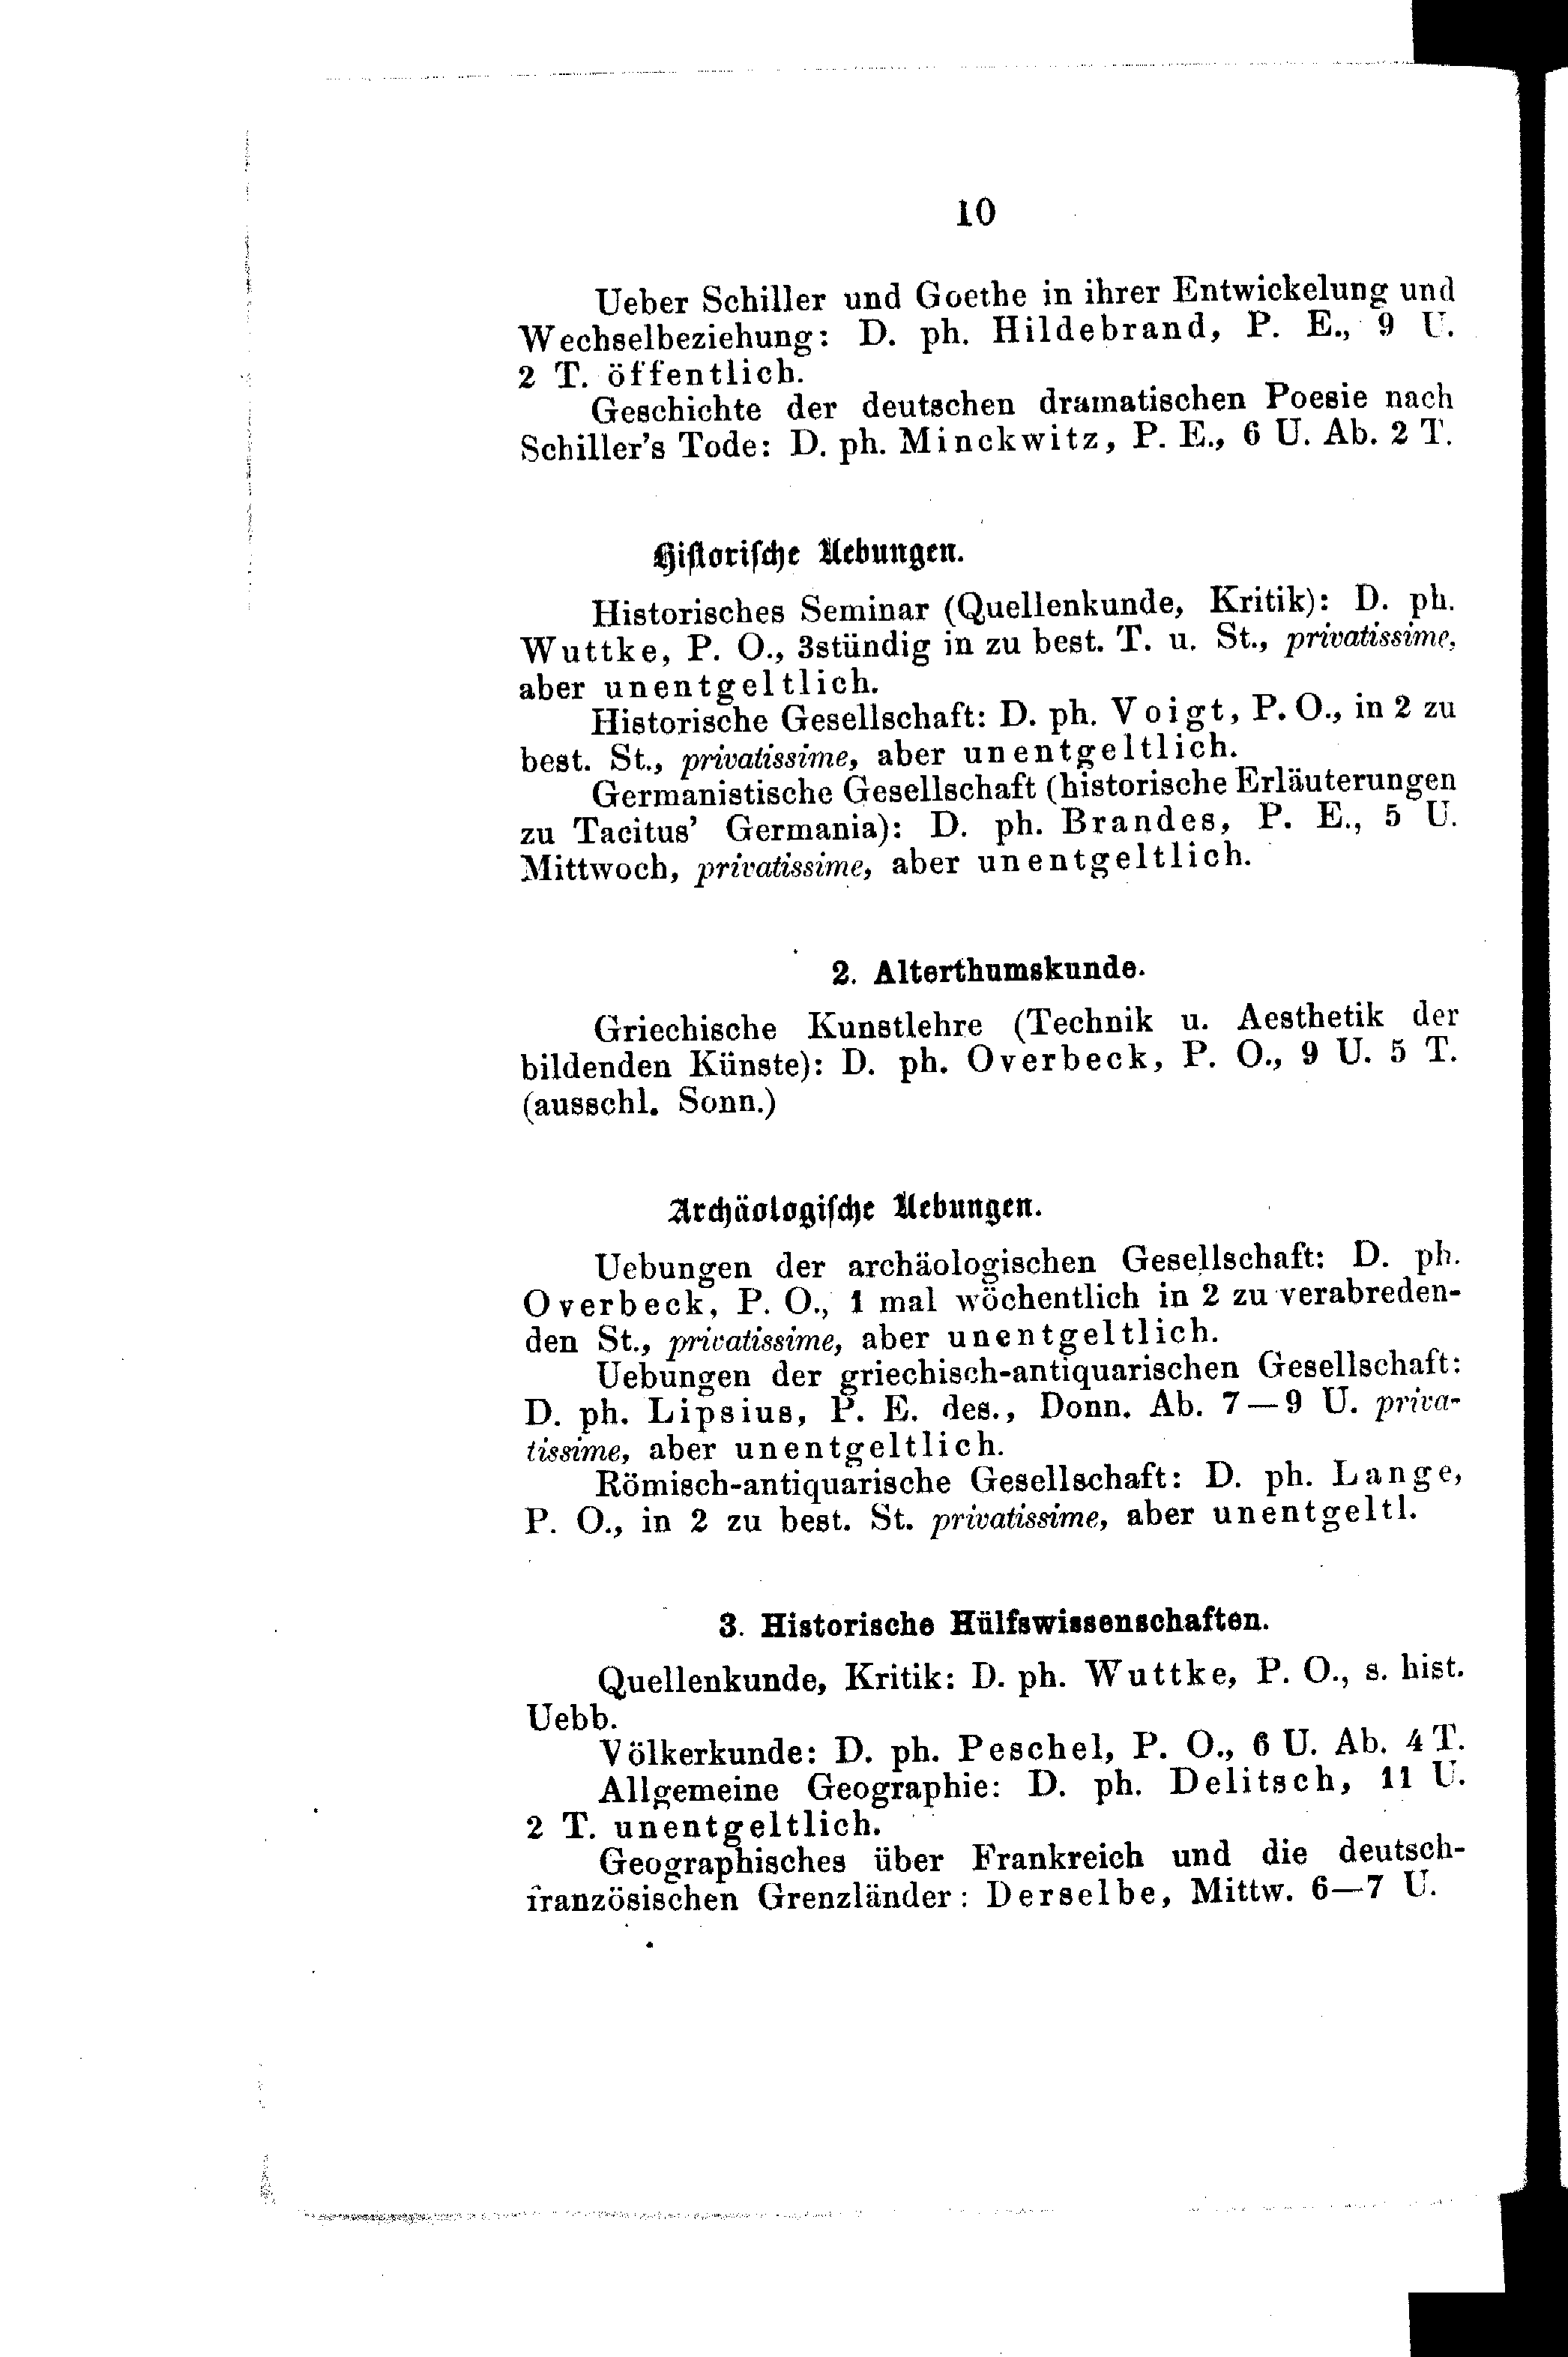 10
Ueber Schiller und Goethe in ihrer Entwickelung und
Wechselbeziehung: D. ph. Hildebrand, P. E., 9 U.
2 T. öffentlich.
Geschichte der deutschen dramatischen Poesie nach
Schiller's Tode: D. ph. Minckwitz, P. E., 6 U. Ab. 2 T.
Historische Uebungen.
Historisches Seminar (Quellenkunde, Kritik): D. ph.
Wuttke, P. O., 3stündig in zu best. T. u. St., privatissime,
aber unentgeltlich.
Historische Gesellschaft: D. ph. Voigt, P. O., in 2 zu
best. St., privatissime, aber unentgeltlich.
Germanistische Gesellschaft (historische Erläuterungen
zu Tacitus' Germania): D. ph. Brandes, P. E., 5 U.
Mittwoch, privatissime, aber unentgeltlich.
2. Alterthumskunde.
Griechische Kunstlehre (Technik u. Aesthetik der
bildenden Künste): D. ph. Overbeck, P. O., 9 U. 5 T.
(ausschl. Sonn.)
Archäologische Uebungen.
Uebungen der archäologischen Gesellschaft: D. ph.
Overbeck, P. O., 1 mal wöchentlich in 2 zu verabreden-
den St., privatissime, aber unentgeltlich.
Uebungen der griechisch-antiquarischen Gesellschaft:
D. ph. Lipsius, P. E. des., Donn. Ab. 7—9 U. priva-
tissime, aber unentgeltlich.
Römisch-antiquarische Gesellschaft: D. ph. Lange,
P. O., in 2 zu best. St. privatissime, aber unentgeltl.
3. Historische Hülfswissenschaften.
Quellenkunde, Kritik: D. ph. Wuttke, P. O., s. hist.
Uebb.
Völkerkunde: D. ph. Peschel, P. O., 6 U. Ab. 4 T.
Allgemeine Geographie: D. ph. Delitsch, 11 U.
2 T. unentgeltlich.
Geographisches über Frankreich und die deutsch-
französischen Grenzländer: Derselbe, Mittw. 6—7 U.